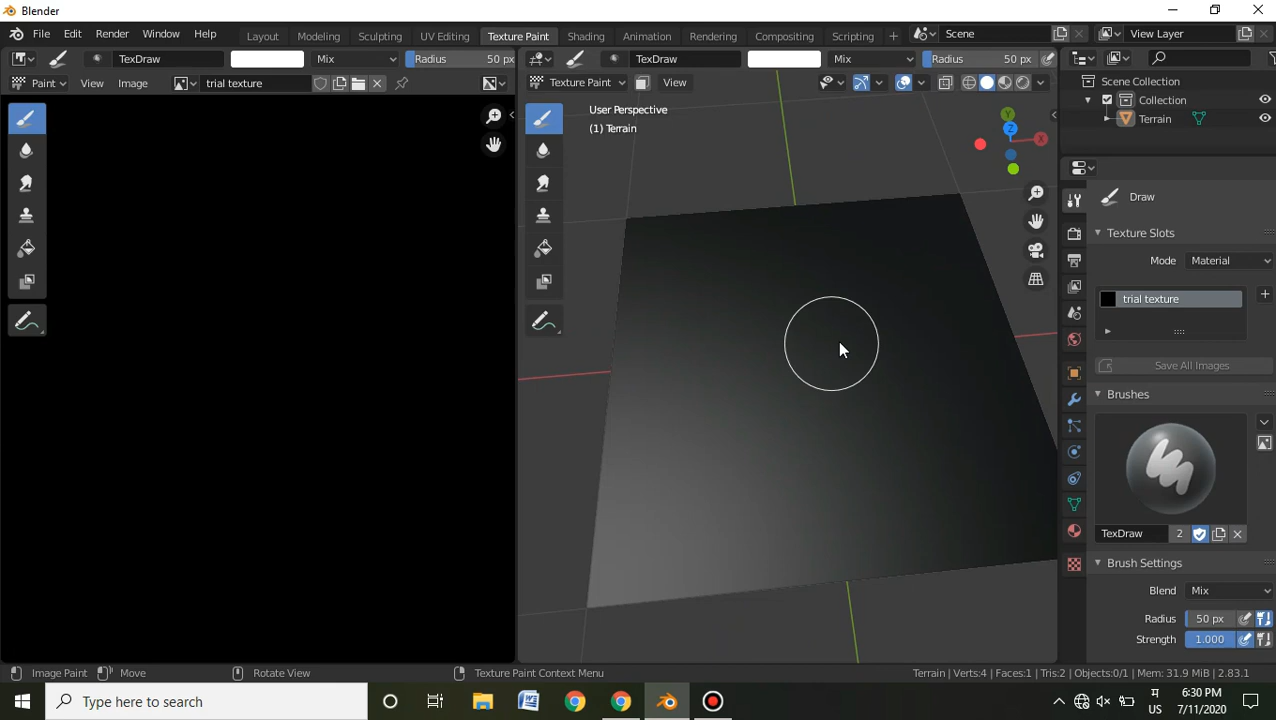 Blender
File Edit Render Window Help Layout Modeling Sculpting UV Editing Texture Paint Shading Animation Rendering Compositing Scripting + Scene View Layer
TexDraw Mix Radius 50 px TexDraw Mix Radius 50 px
Paint View Image trial texture Texture Paint View Scene Collection
Collection
Terrain
User Perspective
(1) Terrain
Y
Z
X
Draw
Texture Slots
Mode Material
trial texture
Save All Images
Brushes
TexDraw 2
Brush Settings
Blend Mix
Radius 50 px
Strength 1.000
Image Paint Move Rotate View Texture Paint Context Menu Terrain | Verts:4 | Faces:1 | Tris:2 | Objects:0/1 | Mem: 31.9 MiB | 2.83.1
Type here to search
म
US
6:30 PM
7/11/2020